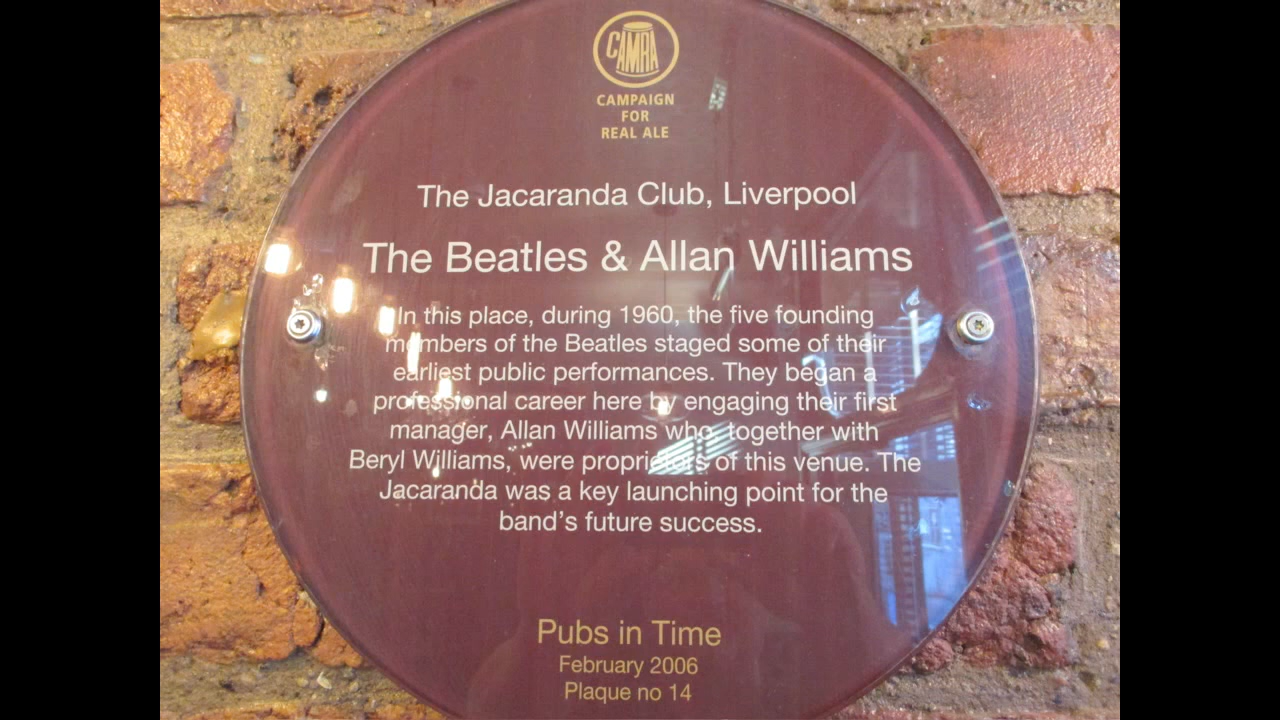 CAMRA
CAMPAIGN
FOR
REAL ALE
The Jacaranda Club, Liverpool
The Beatles & Allan Williams
In this place, during 1960, the five founding
members of the Beatles staged some of their
earliest public performances. They began a
professional career here by engaging their first
manager, Allan Williams who, together with
Beryl Williams, were proprietors of this venue. The
Jacaranda was a key launching point for the
band's future success.
Pubs in Time
February 2006
Plaque no 14